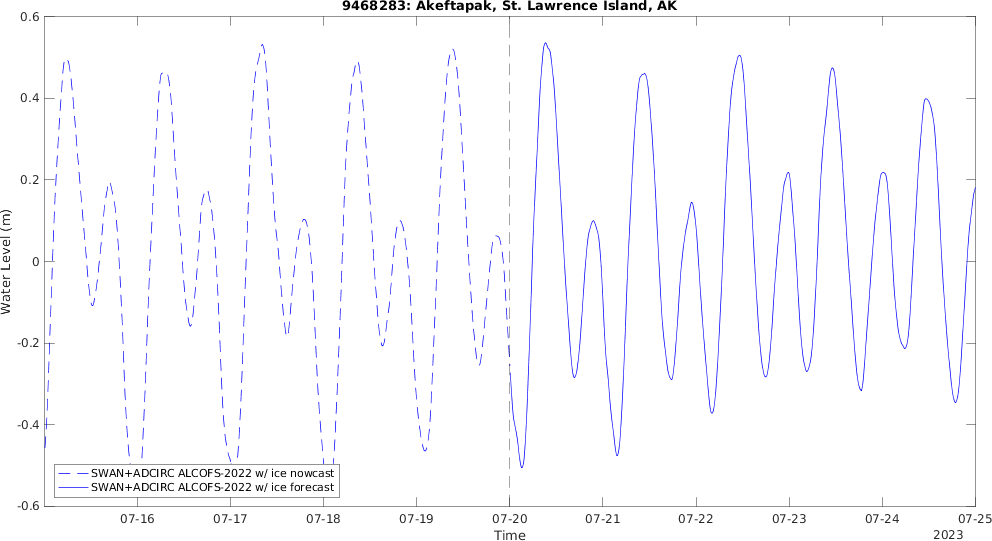 9468283: Akeftapak, St. Lawrence Island, AK
0.6
0.4
0.2
0
-0.2
-0.4
-0.6
Water Level (m)
SWAN+ADCIRC ALCOFS-2022 w/ ice nowcast
SWAN+ADCIRC ALCOFS-2022 w/ ice forecast
07-16 07-17 07-18 07-19 07-20 07-21 07-22 07-23 07-24 07-25
Time
2023